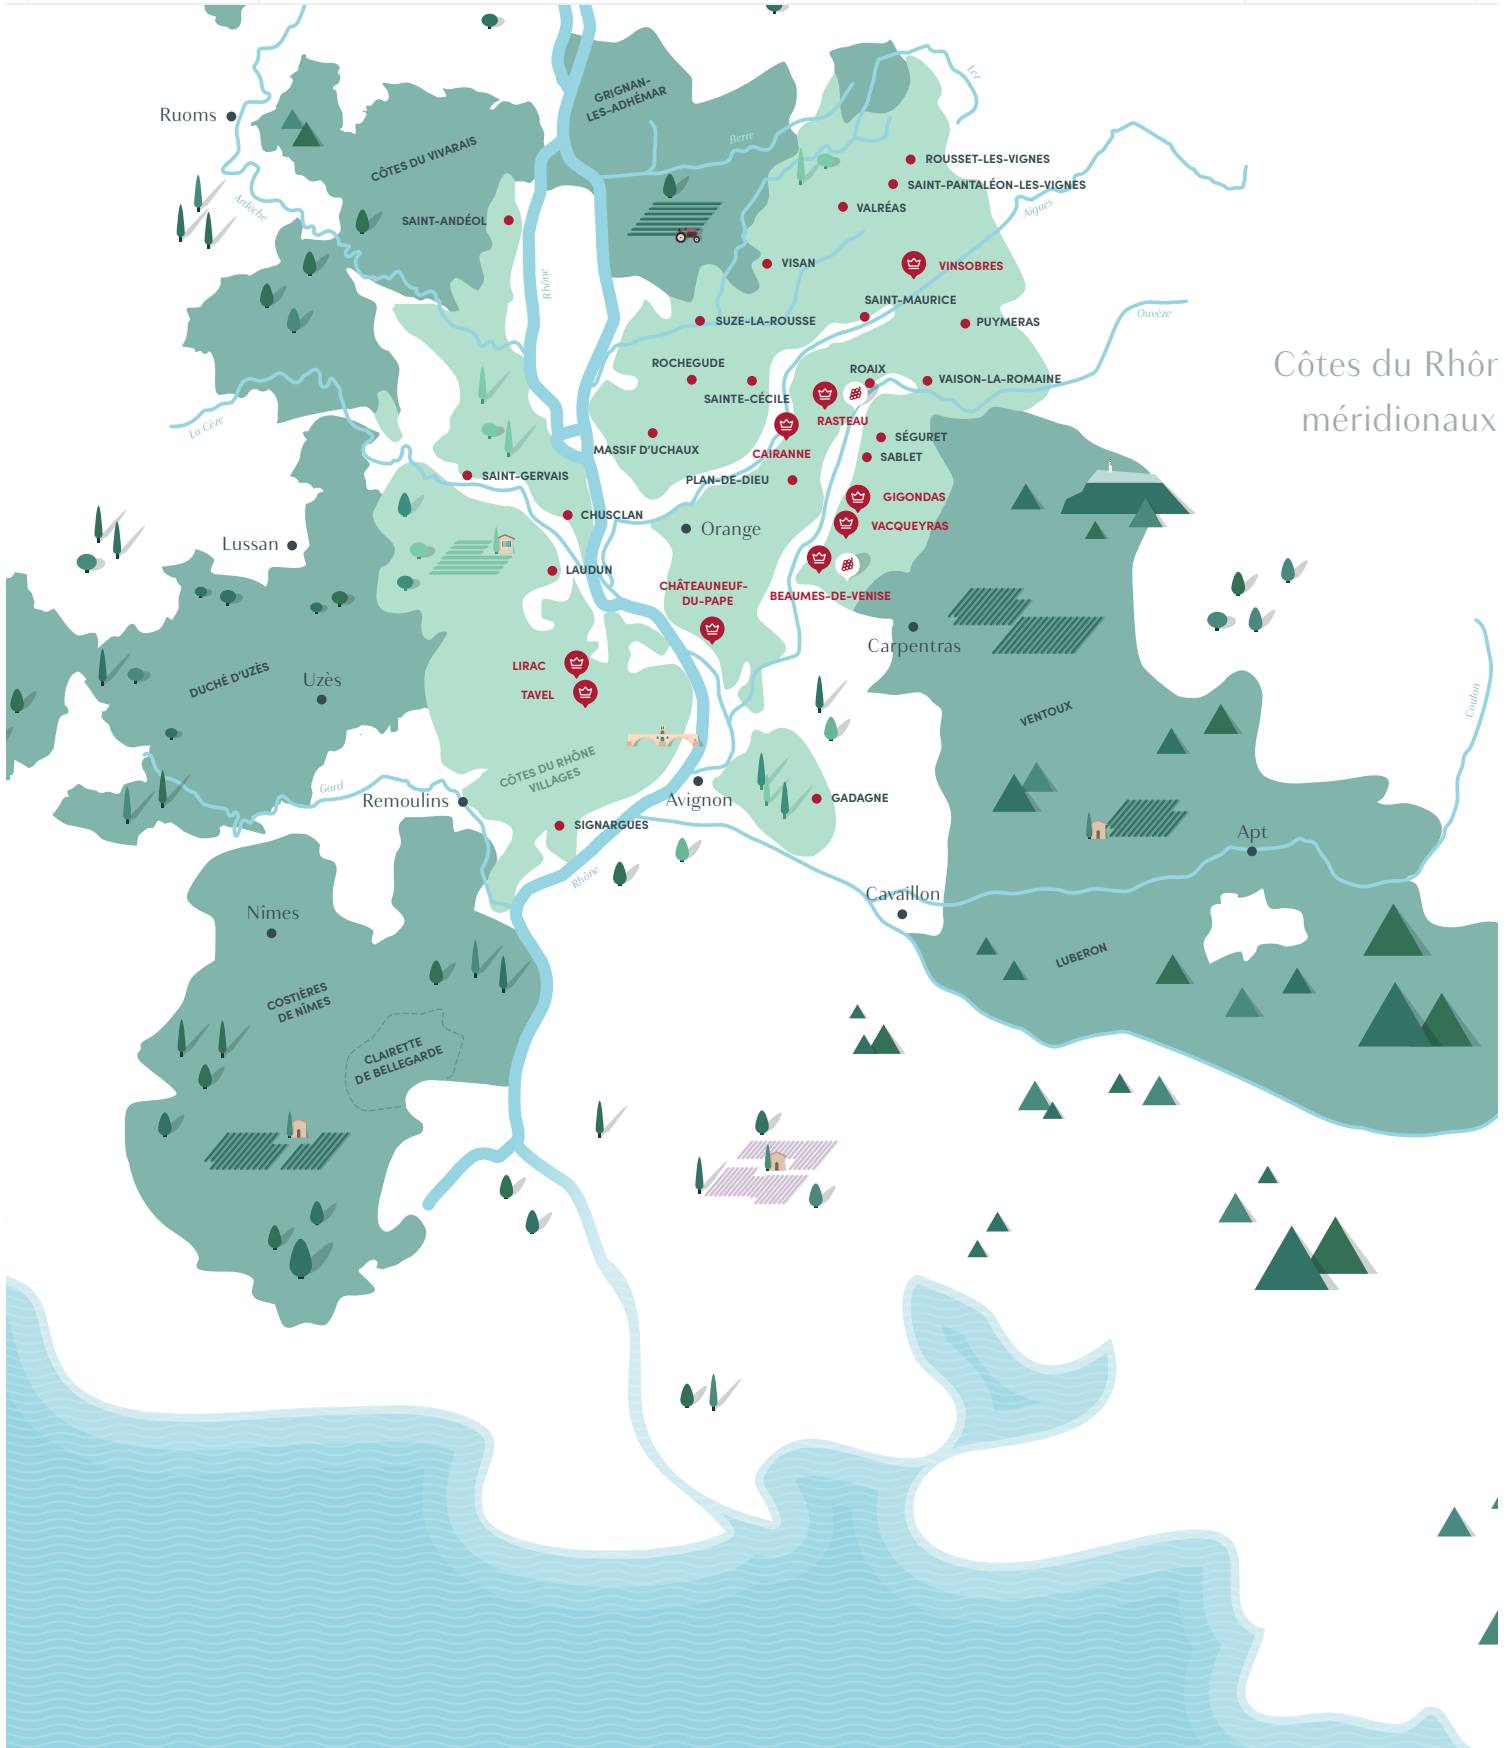 GRIGNAN-
LES-ADHÉMAR
Lez
Ruoms
Berre
CÔTES DU VIVARAIS
ROUSSET-LES-VIGNES
SAINT-PANTALÉON-LES-VIGNES
Ardèche
VALRÉAS
Aigues
SAINT-ANDÉOL
VISAN
VINSOBRES
Rhône
SAINT-MAURICE
Ouvèze
SUZE-LA-ROUSSE
PUYMERAS
Côtes du Rhôn
méridionaux
ROCHEGUDE
ROAIX
VAISON-LA-ROMAINE
SAINTE-CÉCILE
RASTEAU
La Cèze
SÉGURET
MASSIF D'UCHAUX
CAIRANNE
SABLET
SAINT-GERVAIS
PLAN-DE-DIEU
GIGONDAS
CHUSCLAN
Orange
VACQUEYRAS
Lussan
LAUDUN
CHÂTEAUNEUF-
DU-PAPE
BEAUMES-DE-VENISE
Carpentras
LIRAC
DUCHÉ D'UZÈS
Uzès
TAVEL
Coulon
VENTOUX
CÔTES DU RHÔNE
VILLAGES
Gard
Remoulins
Avignon
GADAGNE
SIGNARGUES
Apt
Rhône
Cavaillon
Nîmes
LUBERON
COSTIÈRES
DE NÎMES
CLAIRETTE
DE BELLEGARDE